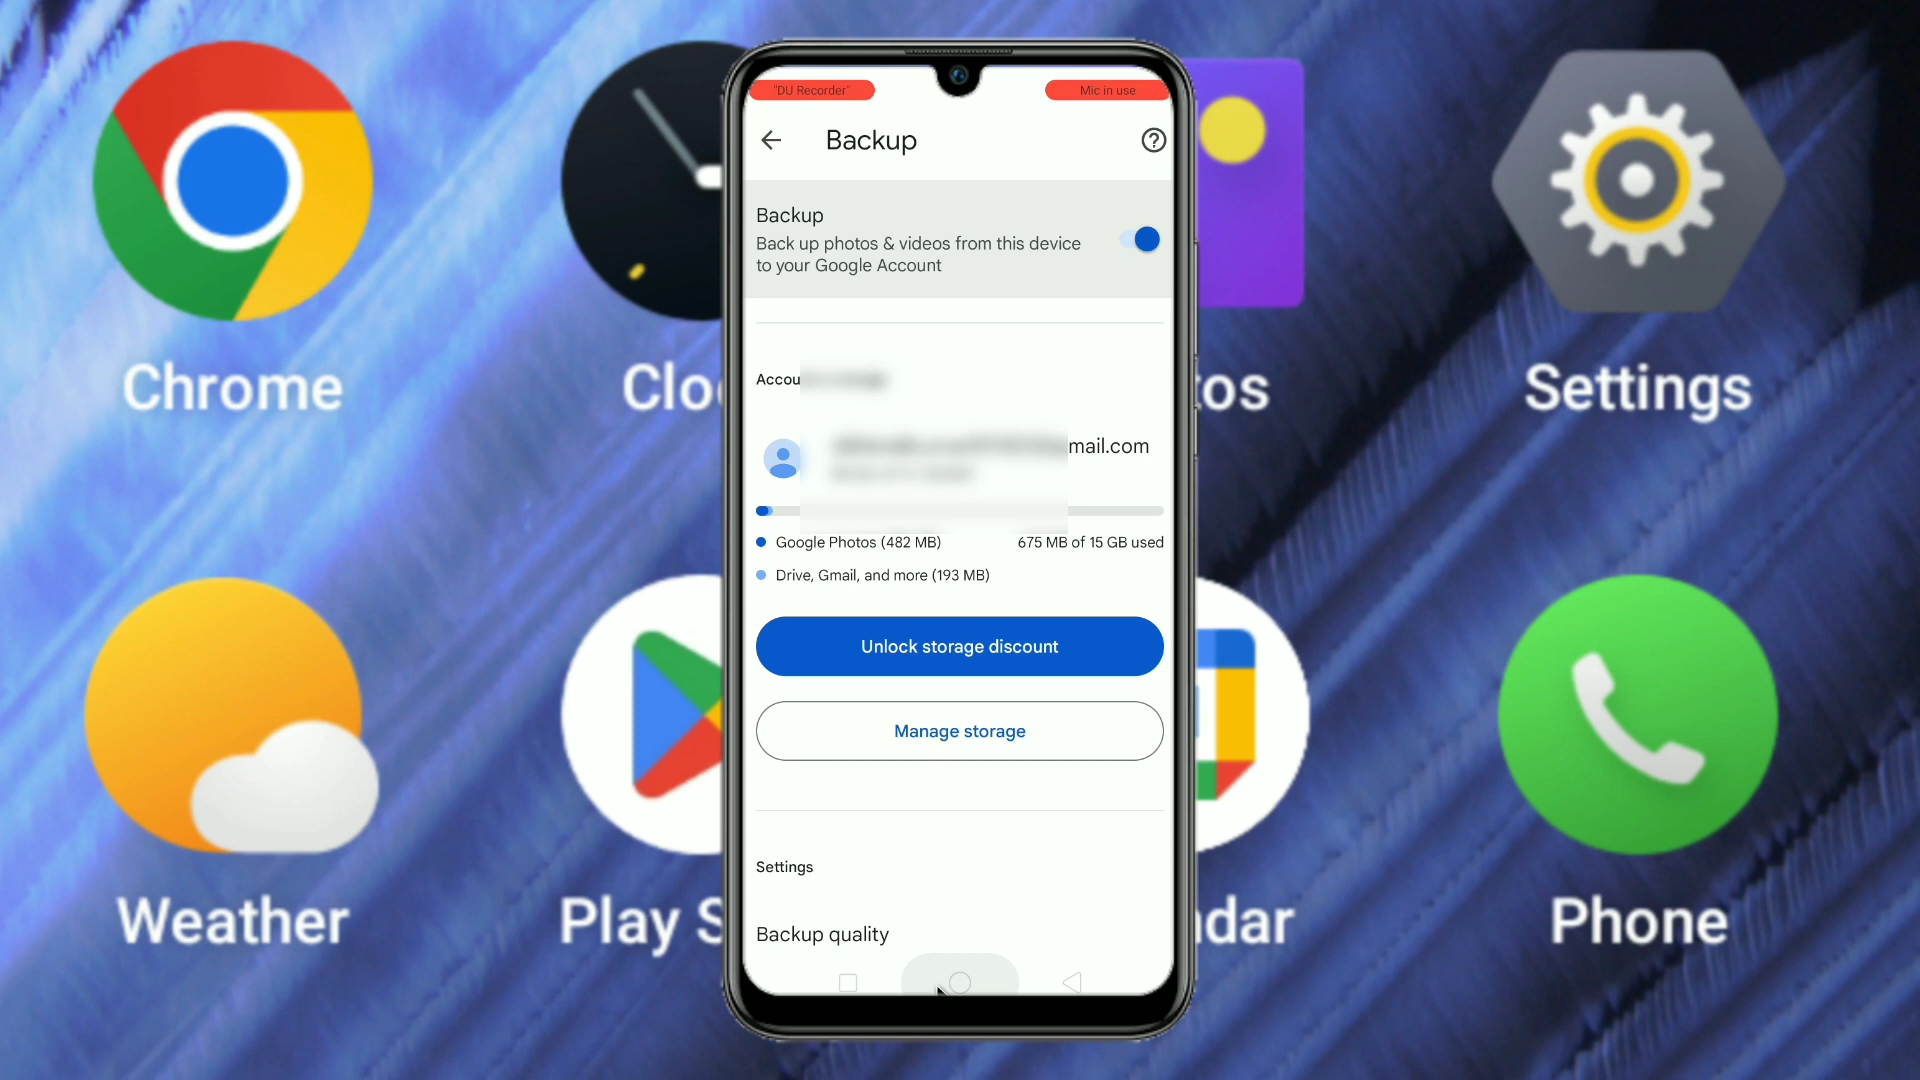 "DU Recorder"
Mic in use
Backup
Backup
Back up photos & videos from this device
to your Google Account
Accou
mail.com
Google Photos (482 MB)
675 MB of 15 GB used
Drive, Gmail, and more (193 MB)
Unlock storage discount
Manage storage
Settings
Backup quality
Chrome
Clo
tos
Settings
Weather
Play S
ndar
Phone